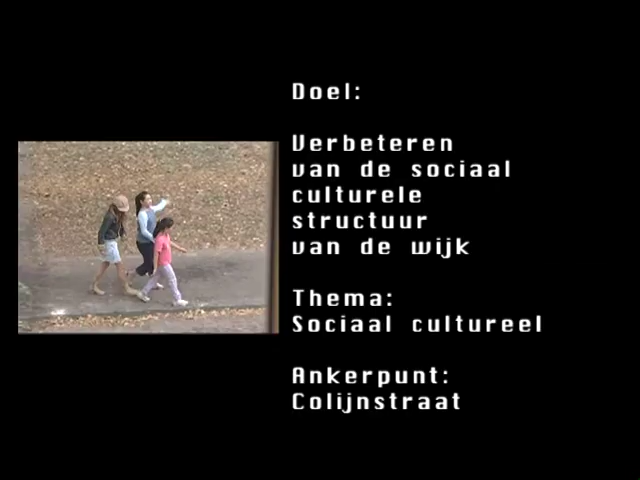 Doel:
Verbeteren
van de sociaal
culturele
structuur
van de wijk
Thema:
Sociaal cultureel
Ankerpunt:
Colijnstraat